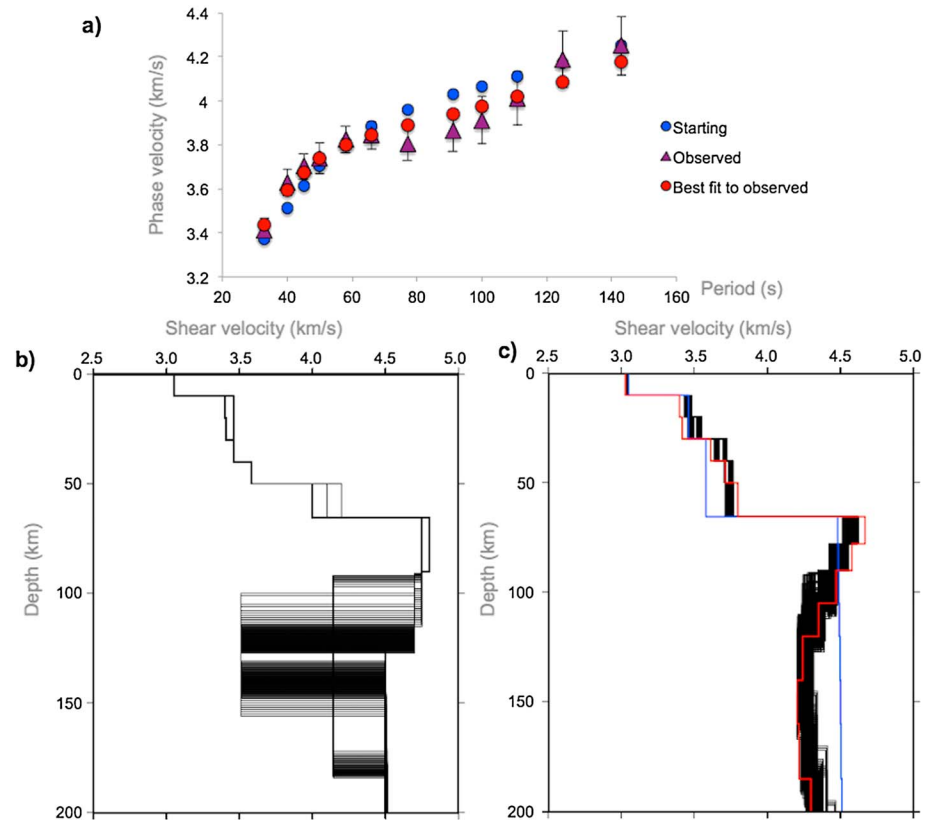 a)
Phase velocity (km/s)
4.4
4.2
4
3.8
3.6
3.4
3.2
20 40 60 80 100 120 140 160
Period (s)
Starting
Observed
Best fit to observed
b)
Shear velocity (km/s)
2.5 3.0 3.5 4.0 4.5 5.0
Depth (km)
0
50
100
150
200
c)
Shear velocity (km/s)
2.5 3.0 3.5 4.0 4.5 5.0
Depth (km)
0
50
100
150
200